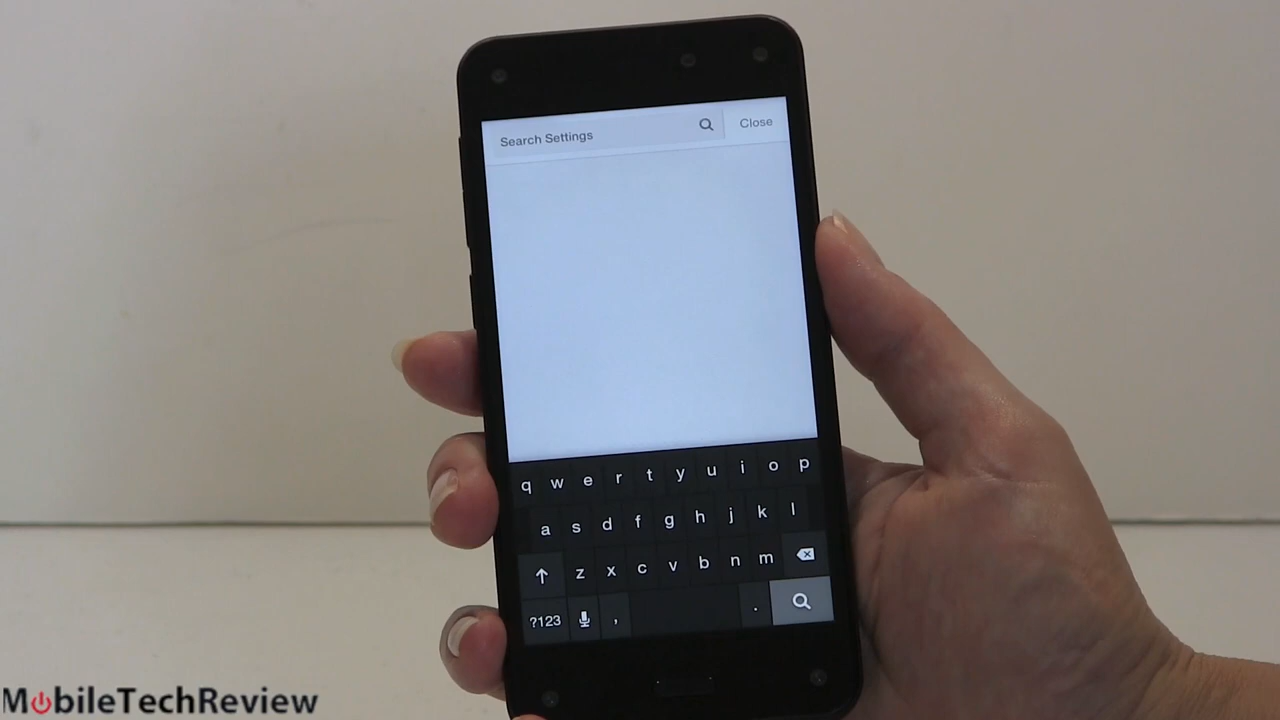 Search Settings
Close
q w e r t y u i o p
a s d f g h j k l
z x c v b n m
?123 , .
MobileTechReview